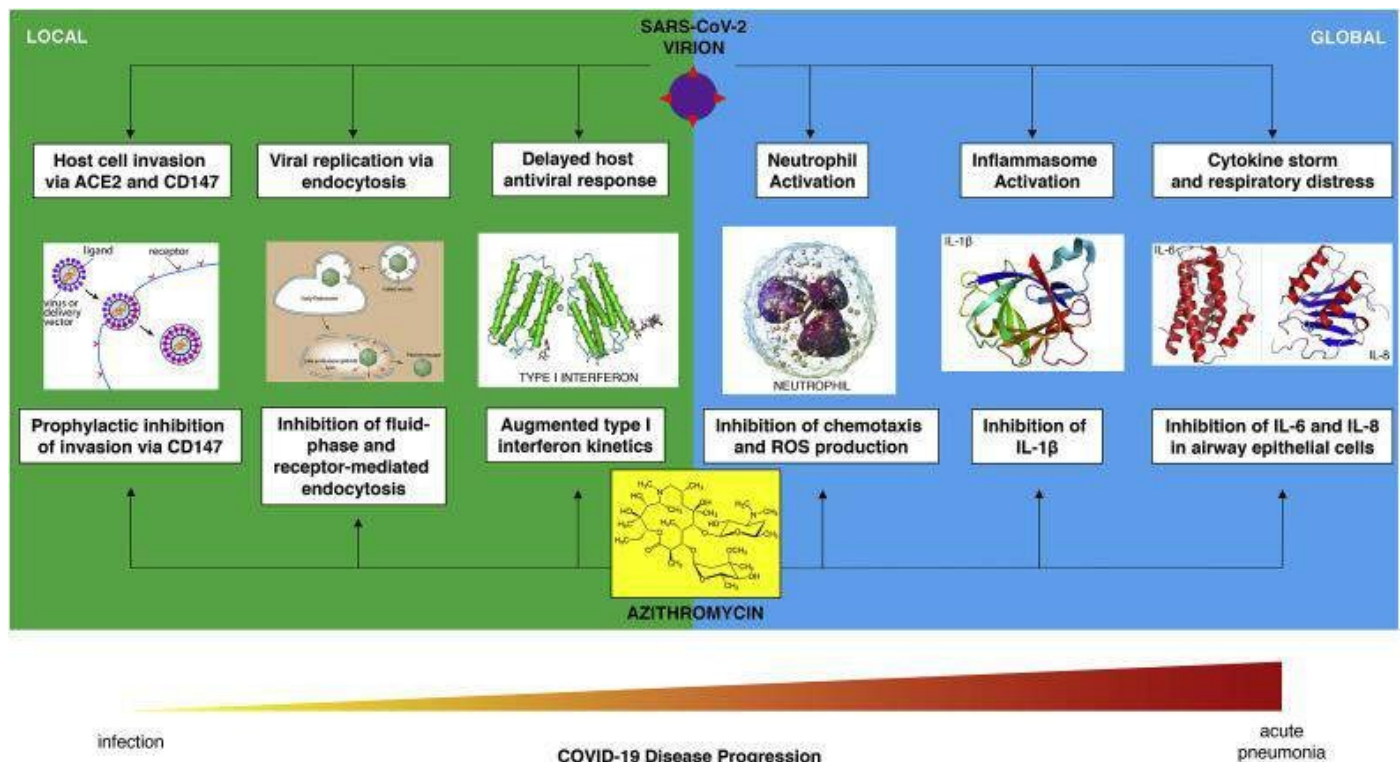 LOCAL
SARS-CoV-2
VIRION
GLOBAL
Host cell invasion
via ACE2 and CD147
Viral replication via
endocytosis
Delayed host
antiviral response
Neutrophil
Activation
Inflammasome
Activation
Cytokine storm
and respiratory distress
ligand
receptor
virus or
delivery
vector
TYPE I INTERFERON
NEUTROPHIL
IL-1β
IL-6
IL-8
Prophylactic inhibition
of invasion via CD147
Inhibition of fluid-
phase and
receptor-mediated
endocytosis
Augmented type I
interferon kinetics
Inhibition of chemotaxis
and ROS production
Inhibition of
IL-1β
Inhibition of IL-6 and IL-8
in airway epithelial cells
AZITHROMYCIN
infection
acute
pneumonia
COVID-19 Disease Progression